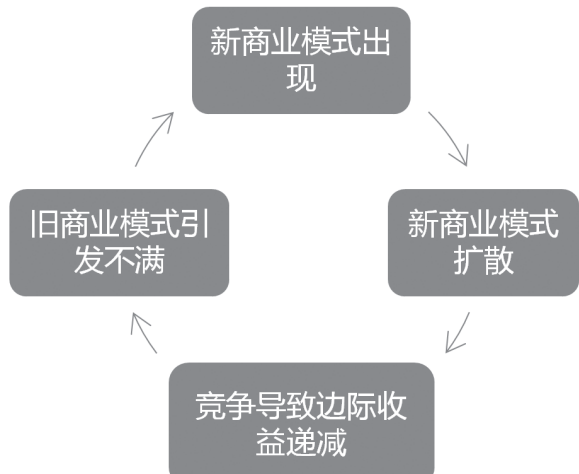 新商业模式出
现
新商业模式
扩散
竞争导致边际收
益递减
旧商业模式引
发不满